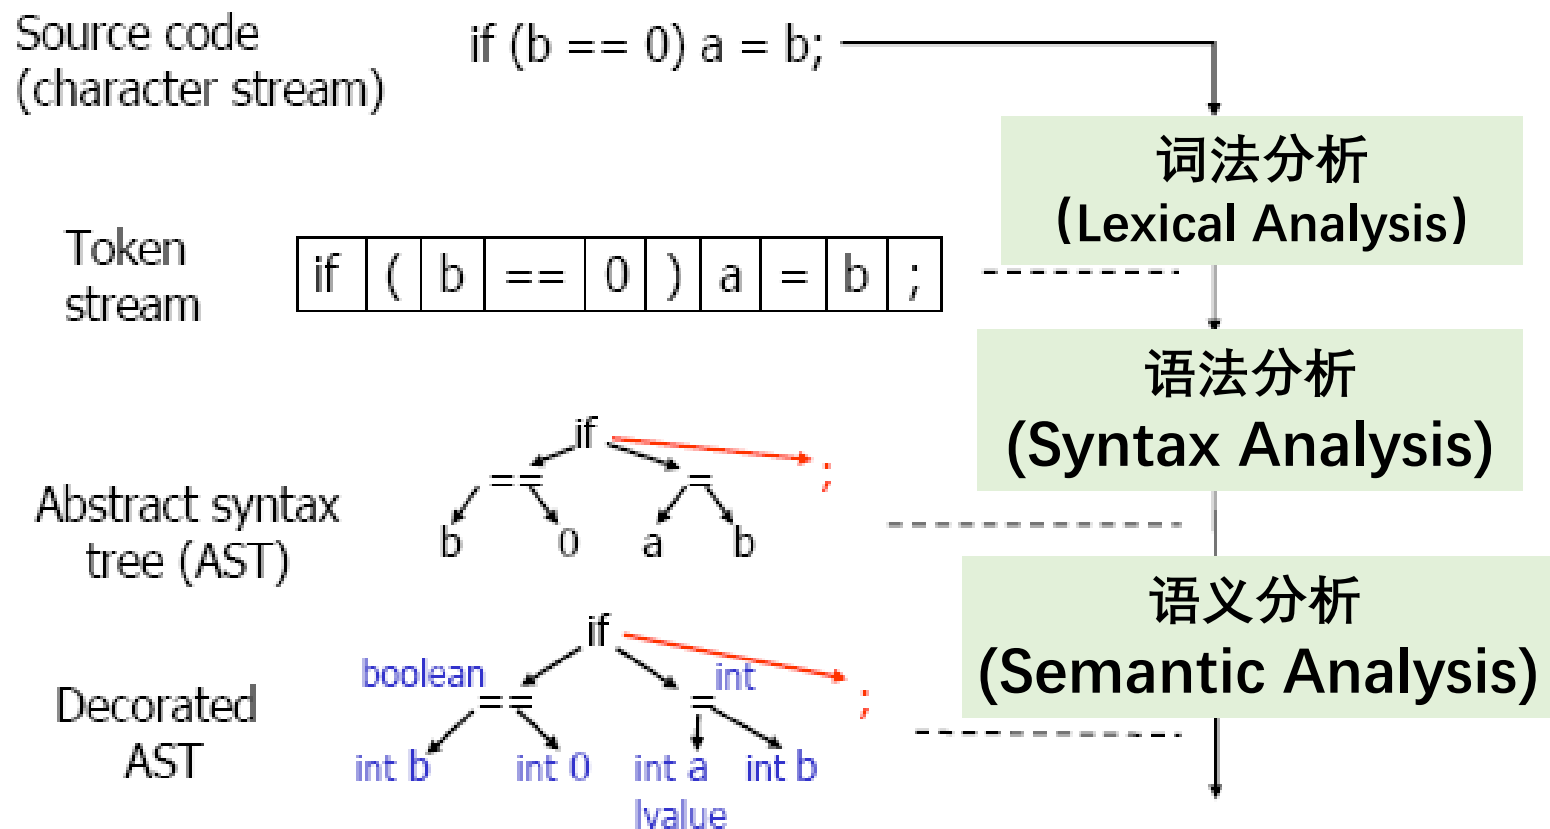 Source code
(character stream)
if (b == 0) a = b;
词法分析
(Lexical Analysis)
Token
stream
if ( b == 0 ) a = b ;
语法分析
(Syntax Analysis)
Abstract syntax
tree (AST)
if
== = ;
b 0 a b
语义分析
(Semantic Analysis)
Decorated
AST
if
boolean int
== = ;
int b int 0 int a int b
lvalue